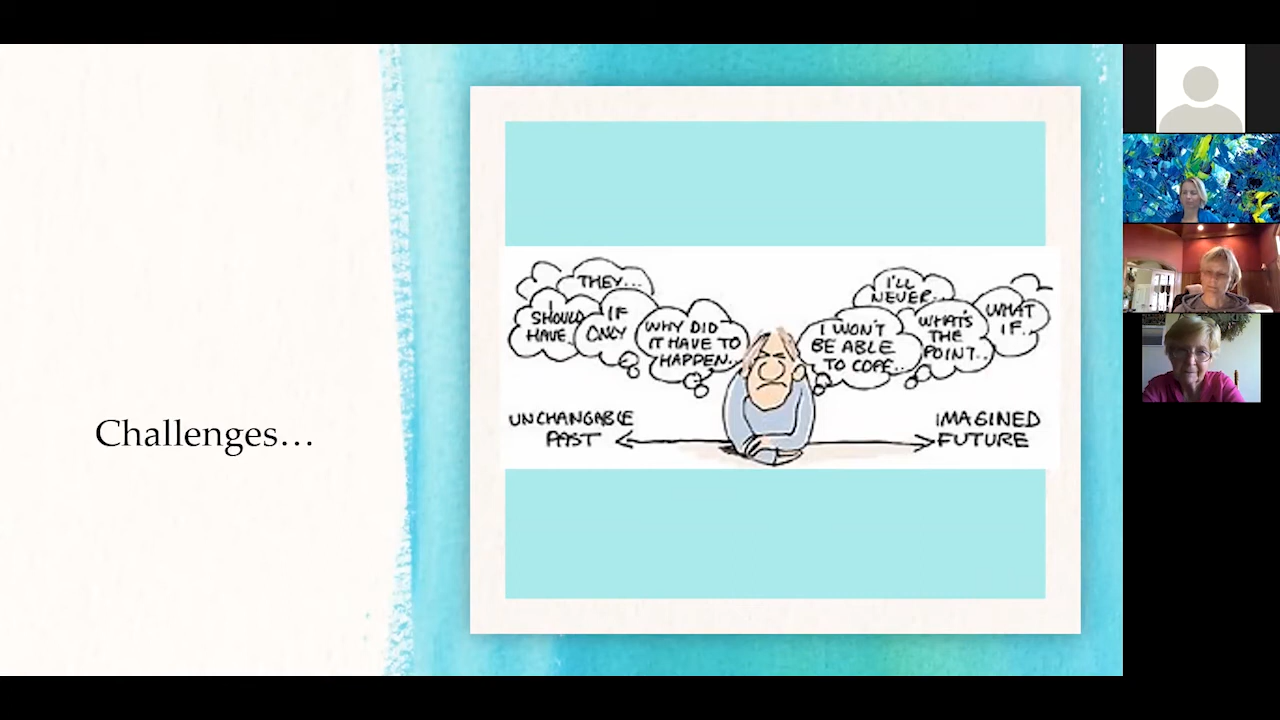 Challenges…
THEY...
I SHOULD
HAVE
IF
ONLY
WHY DID
IT HAVE TO
HAPPEN..
I'LL
NEVER..
I WON'T
BE ABLE
TO COPE..
WHAT'S
THE
POINT..
WHAT
IF..
UNCHANGABLE
PAST
IMAGINED
FUTURE